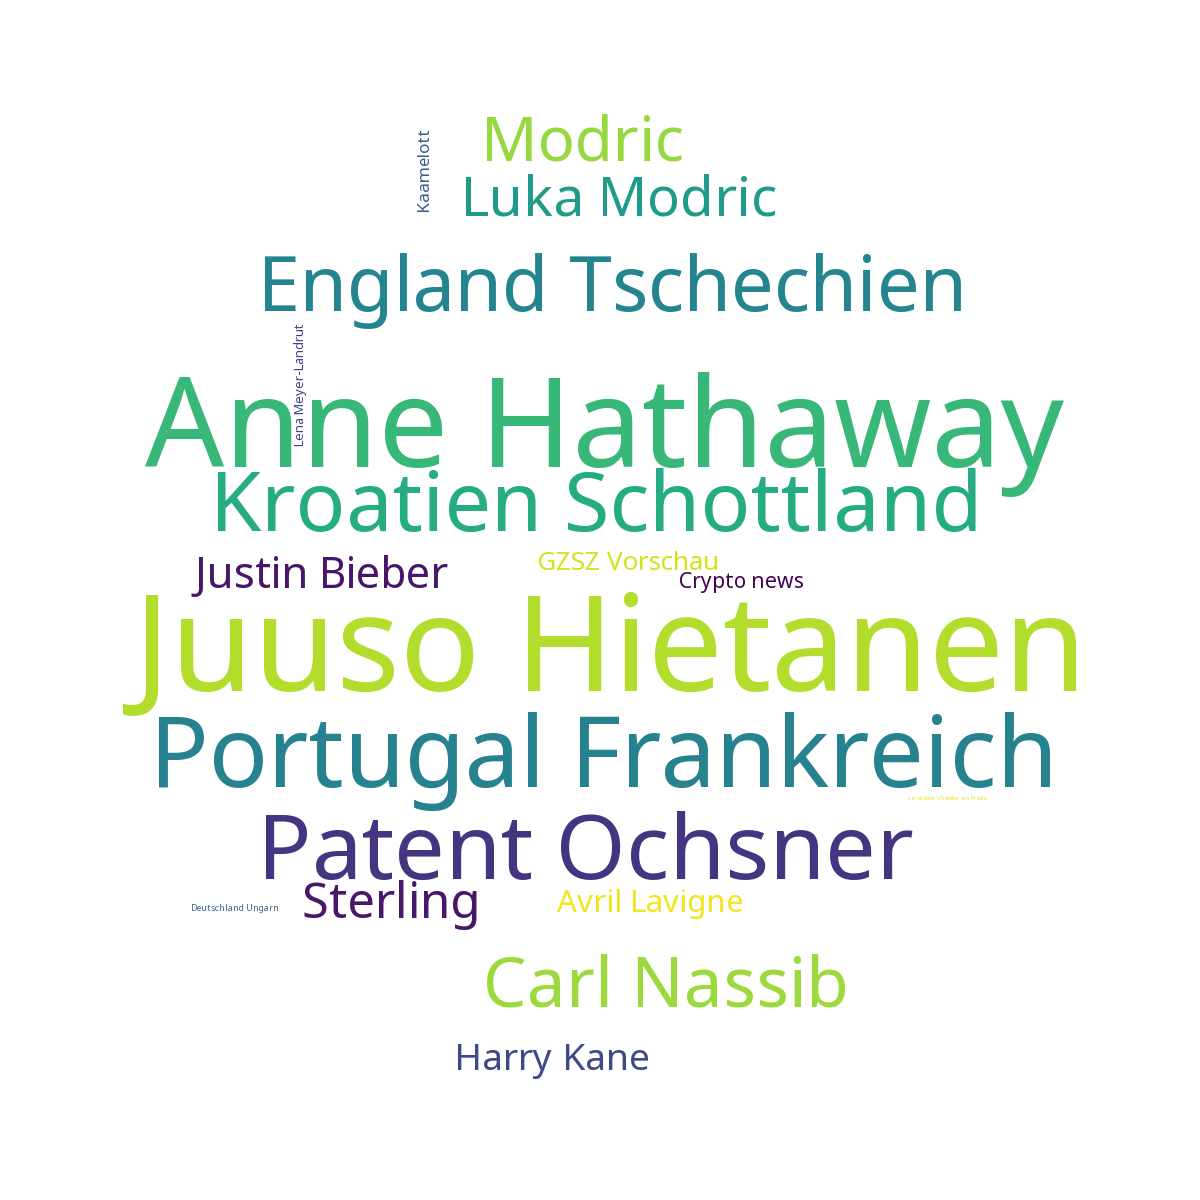 Modric
Kaamelott
Luka Modric
England Tschechien
Lena Meyer-Landrut
Anne Hathaway
Kroatien Schottland
Justin Bieber
GZSZ Vorschau
Crypto news
Juuso Hietanen
Portugal Frankreich
Patent Ochsner
Sterling
Avril Lavigne
Deutschland Ungarn
Carl Nassib
Harry Kane